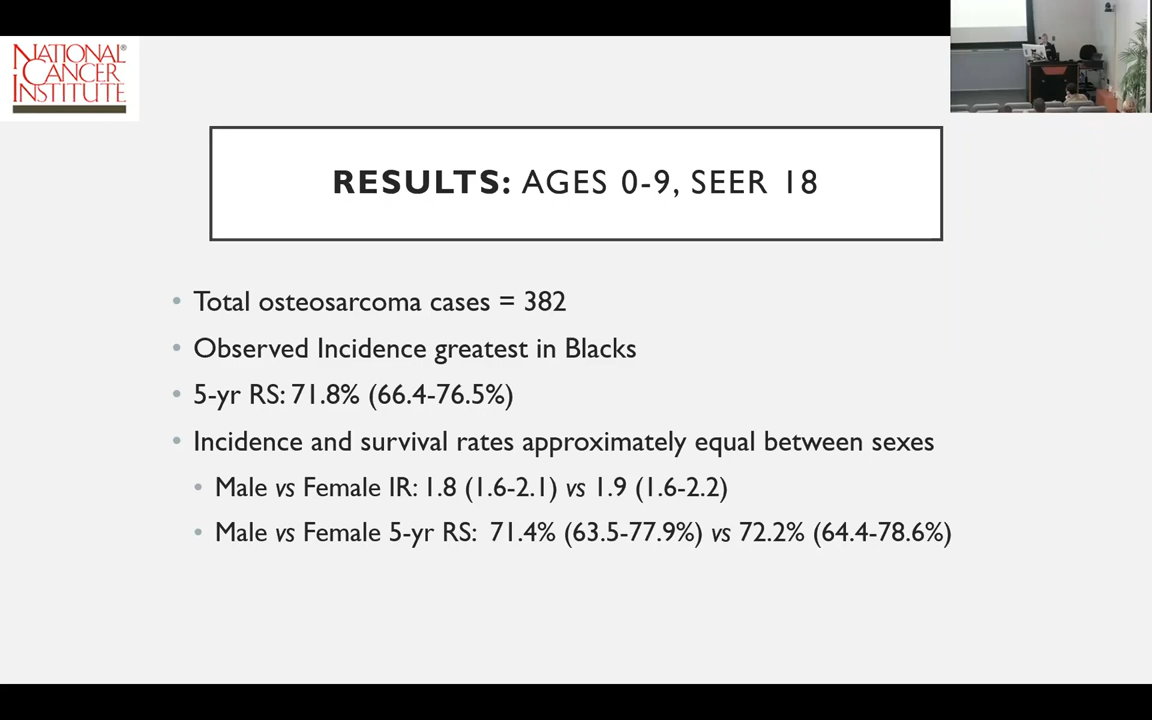 NATIONAL®
CANCER
INSTITUTE
RESULTS: AGES 0-9, SEER 18
• Total osteosarcoma cases = 382
• Observed Incidence greatest in Blacks
• 5-yr RS: 71.8% (66.4-76.5%)
• Incidence and survival rates approximately equal between sexes
• Male vs Female IR: 1.8 (1.6-2.1) vs 1.9 (1.6-2.2)
• Male vs Female 5-yr RS: 71.4% (63.5-77.9%) vs 72.2% (64.4-78.6%)